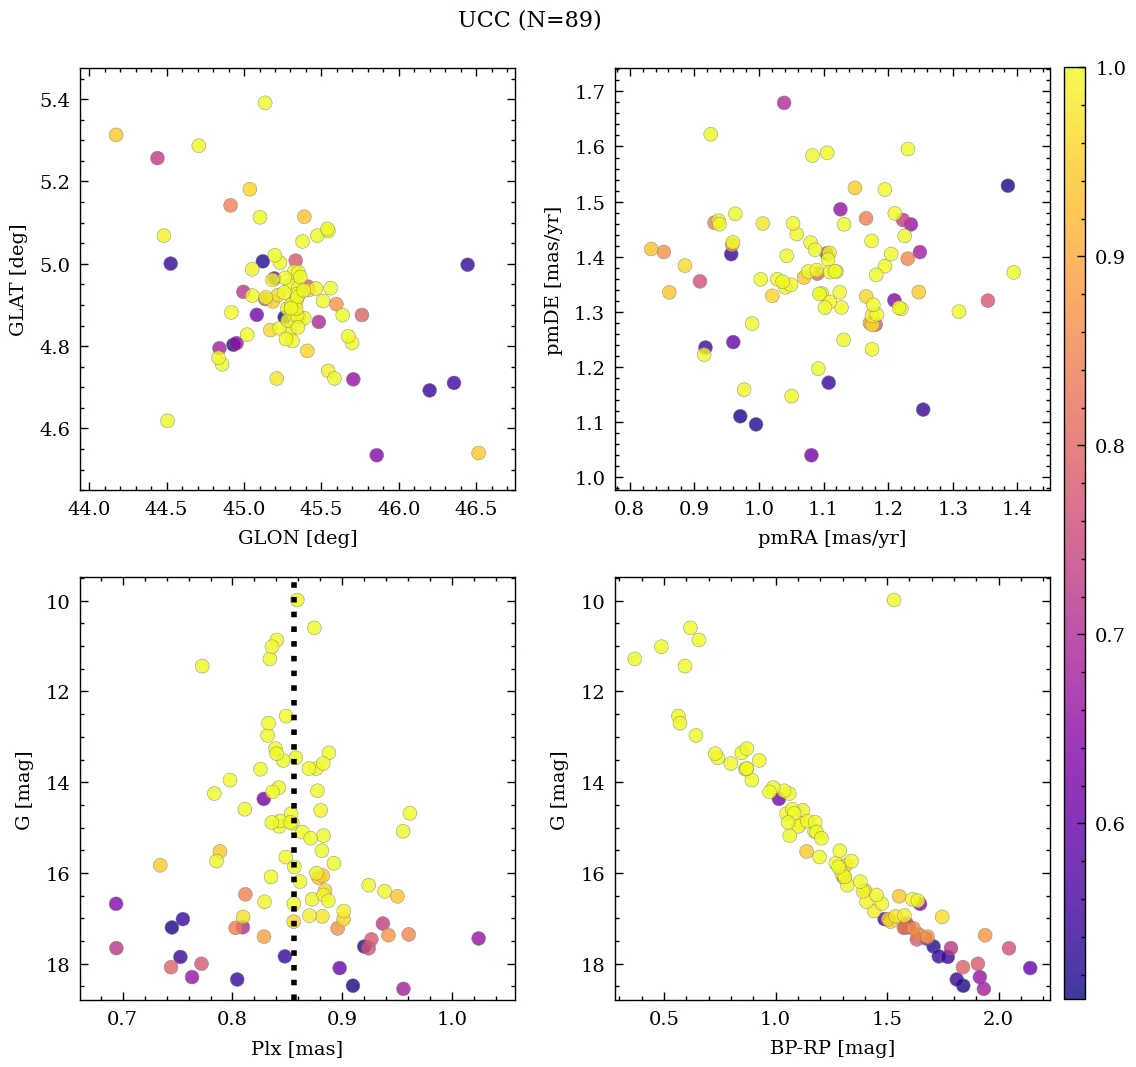 UCC (N=89)
5.4
5.2
5.0
4.8
4.6
GLAT [deg]
44.0 44.5 45.0 45.5 46.0 46.5
GLON [deg]
1.7
1.6
1.5
1.4
1.3
1.2
1.1
1.0
pmDE [mas/yr]
0.8 0.9 1.0 1.1 1.2 1.3 1.4
pmRA [mas/yr]
1.0
0.9
0.8
0.7
0.6
10
12
14
16
18
G [mag]
0.7 0.8 0.9 1.0
Plx [mas]
10
12
14
16
18
G [mag]
0.5 1.0 1.5 2.0
BP-RP [mag]